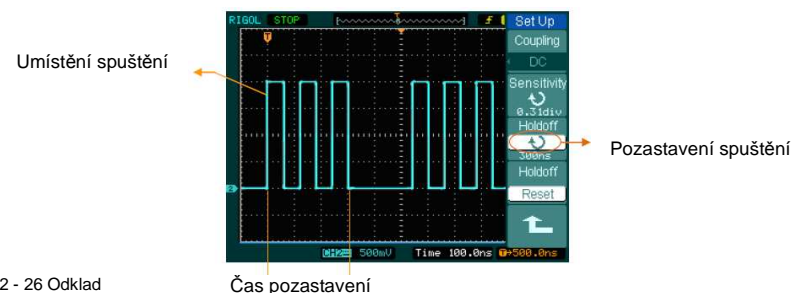 RIGOL STOP
Set Up
Coupling
DC
Umístění spuštění
Sensitivity
0.31div
Holdoff
300ns
Pozastavení spuštění
Holdoff
Reset
CH2 500mV Time 100.0ns 500.0ns
2 - 26 Odklad
Čas pozastavení